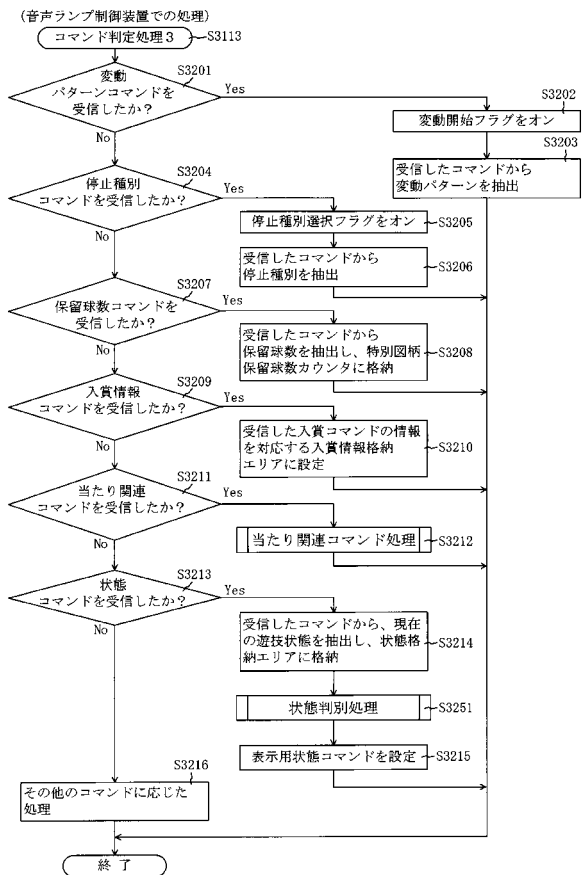 (音声ランプ制御装置での処理)
コマンド判定処理3
S3113
S3201
変動
パターンコマンドを
受信したか?
Yes
No
S3202
変動開始フラグをオン
S3203
受信したコマンドから
変動パターンを抽出
S3204
停止種別
コマンドを受信したか?
Yes
No
停止種別選択フラグをオン
S3205
受信したコマンドから
停止種別を抽出
S3206
S3207
保留球数コマンドを
受信したか?
Yes
No
受信したコマンドから
保留球数を抽出し、特別図柄
保留球数カウンタに格納
S3208
S3209
入賞情報
コマンドを受信したか?
Yes
No
受信した入賞コマンドの情報
を対応する入賞情報格納
エリアに設定
S3210
S3211
当たり関連
コマンドを受信したか?
Yes
No
当たり関連コマンド処理
S3212
S3213
状態
コマンドを受信したか?
Yes
No
受信したコマンドから、現在
の遊技状態を抽出し、状態格
納エリアに格納
S3214
状態判別処理
S3251
表示用状態コマンドを設定
S3215
S3216
その他のコマンドに応じた
処理
終了